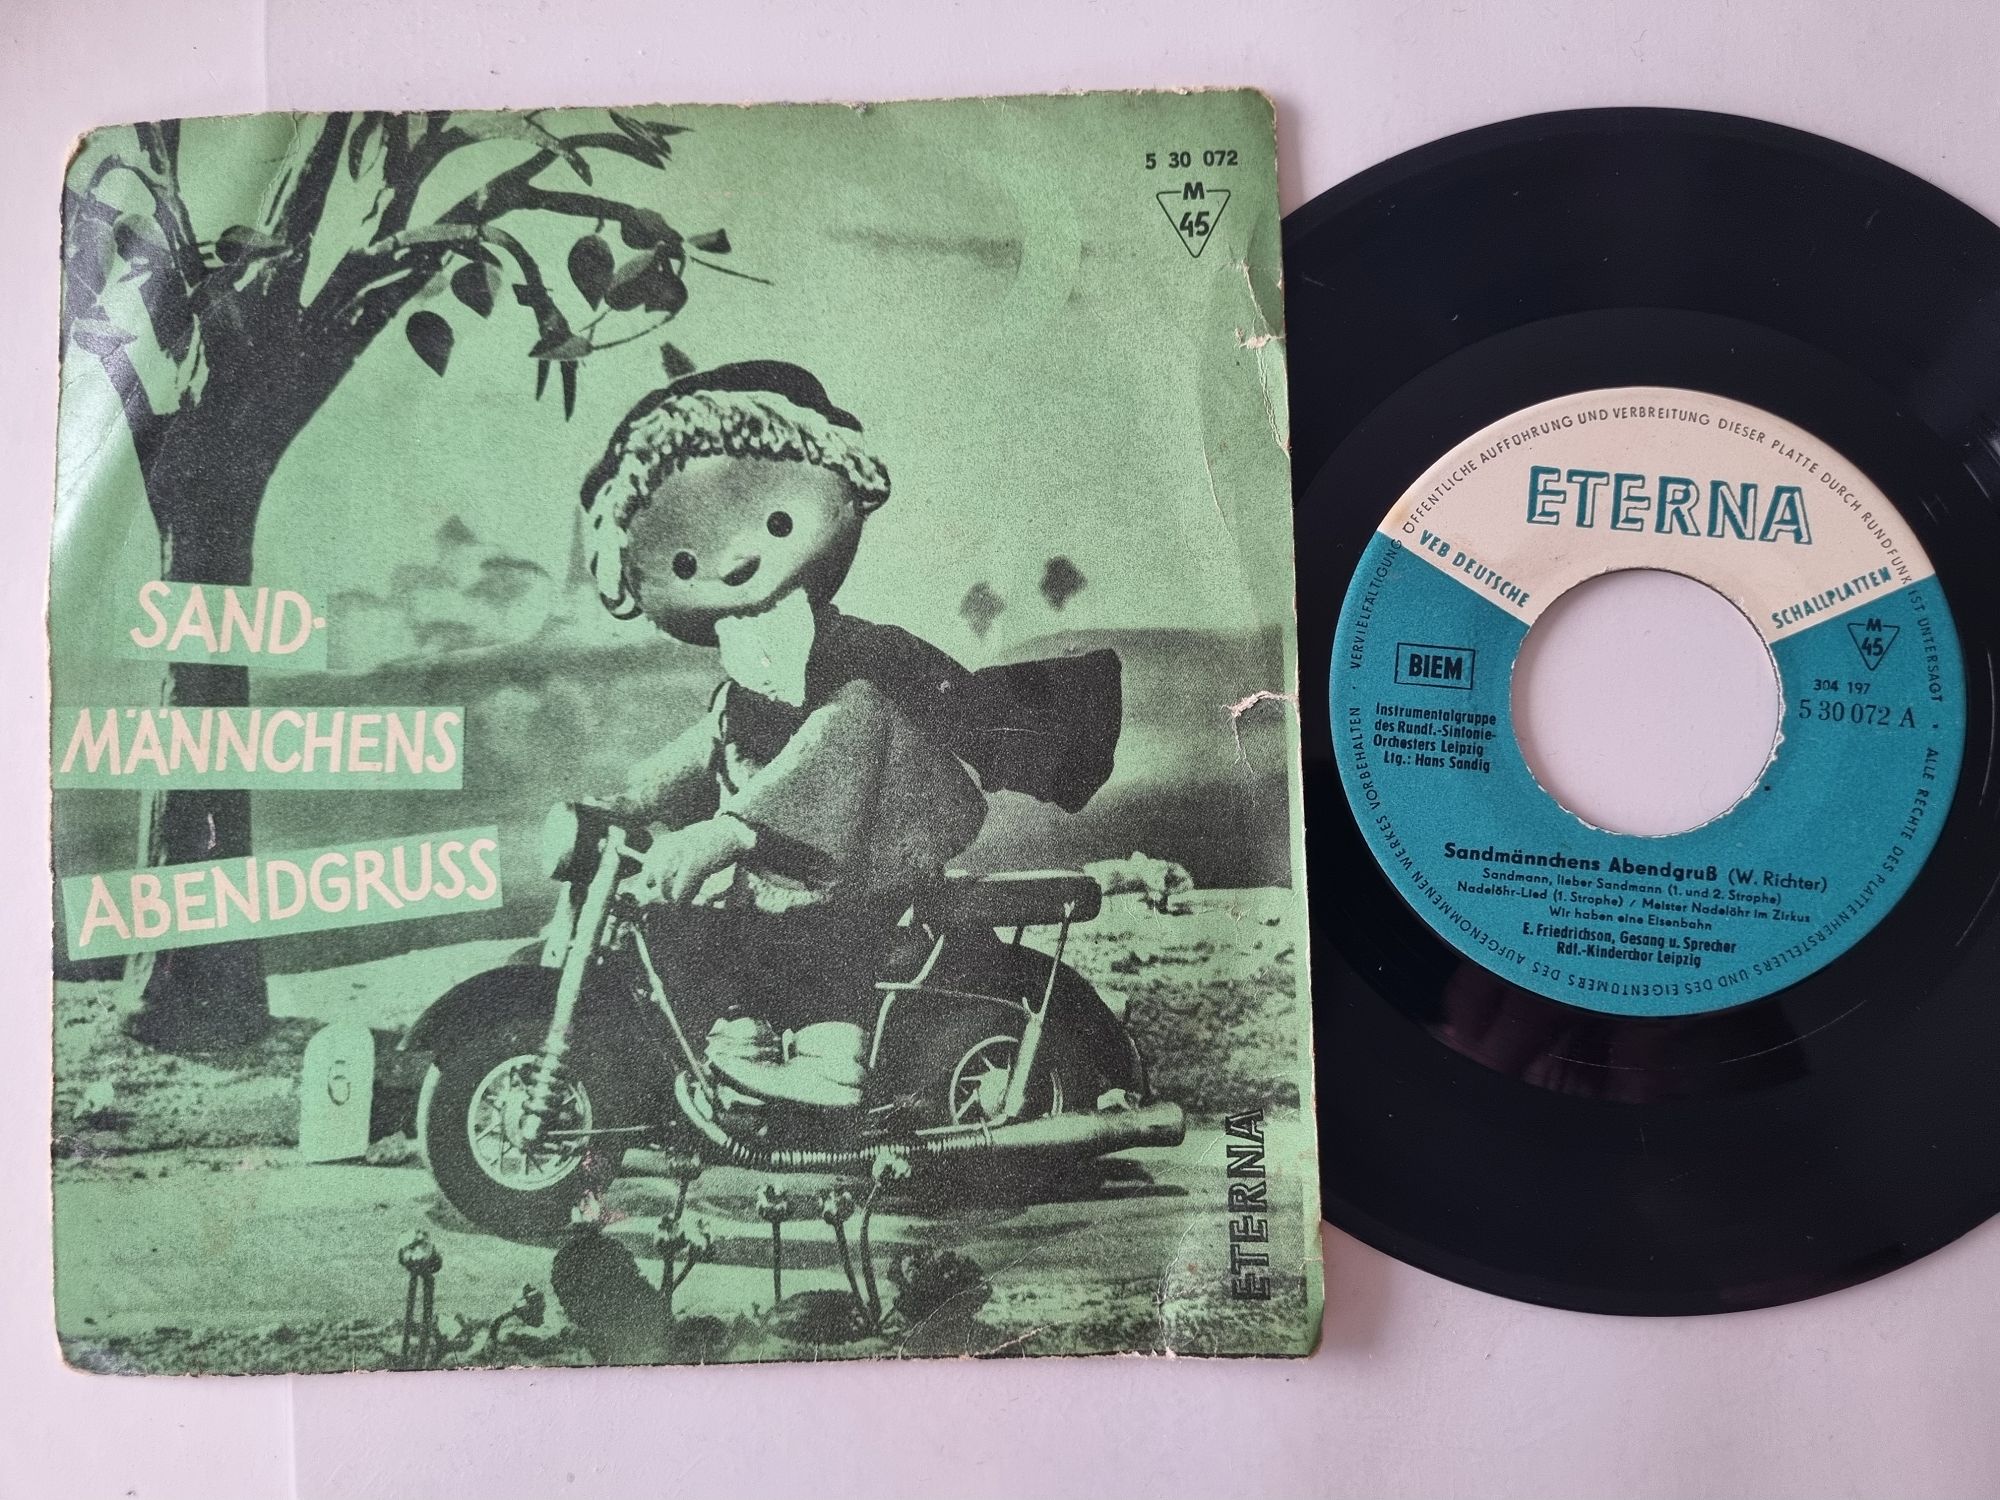 5 30 072
M
45
SAND-
MÄNNCHENS
ABENDGRUSS
6
ETERNA
VERVIELFÄLTIGUNG ÖFFENTLICHE AUFFÜHRUNG UND VERBREITUNG DIESER PLATTE DURCH RUNDFUNK IST UNTERSAGT • ALLE RECHTE DES PLATTENHERSTELLERS UND DES EIGENTÜMERS DES AUFGENOMMENEN WERKES VORBEHALTEN •
ETERNA
VEB DEUTSCHE SCHALLPLATTEN
BIEM
M
45
304 197
5 30 072 A
Instrumentalgruppe
des Rundf.-Sinfonie-
Orchesters Leipzig
Ltg.: Hans Sandig
Sandmännchens Abendgruß (W. Richter)
Sandmann, lieber Sandmann (1. und 2. Strophe)
Nadelöhr-Lied (1. Strophe) / Meister Nadelöhr im Zirkus
Wir haben eine Eisenbahn
E. Friedrichson, Gesang u. Sprecher
Rdf.-Kinderchor Leipzig